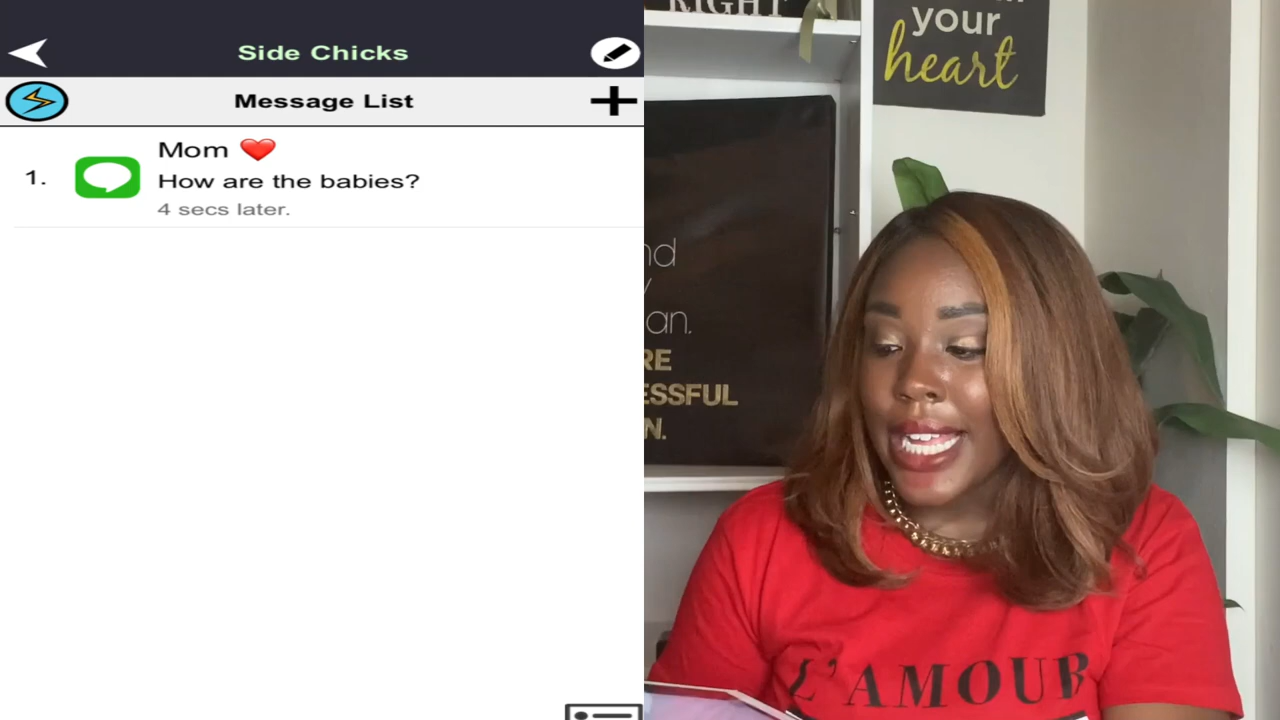 Side Chicks
Message List
1.
Mom ❤️
How are the babies?
4 secs later.
RIGHT
your
heart
an.
RE
ESSFUL
N.
L'AMOUR